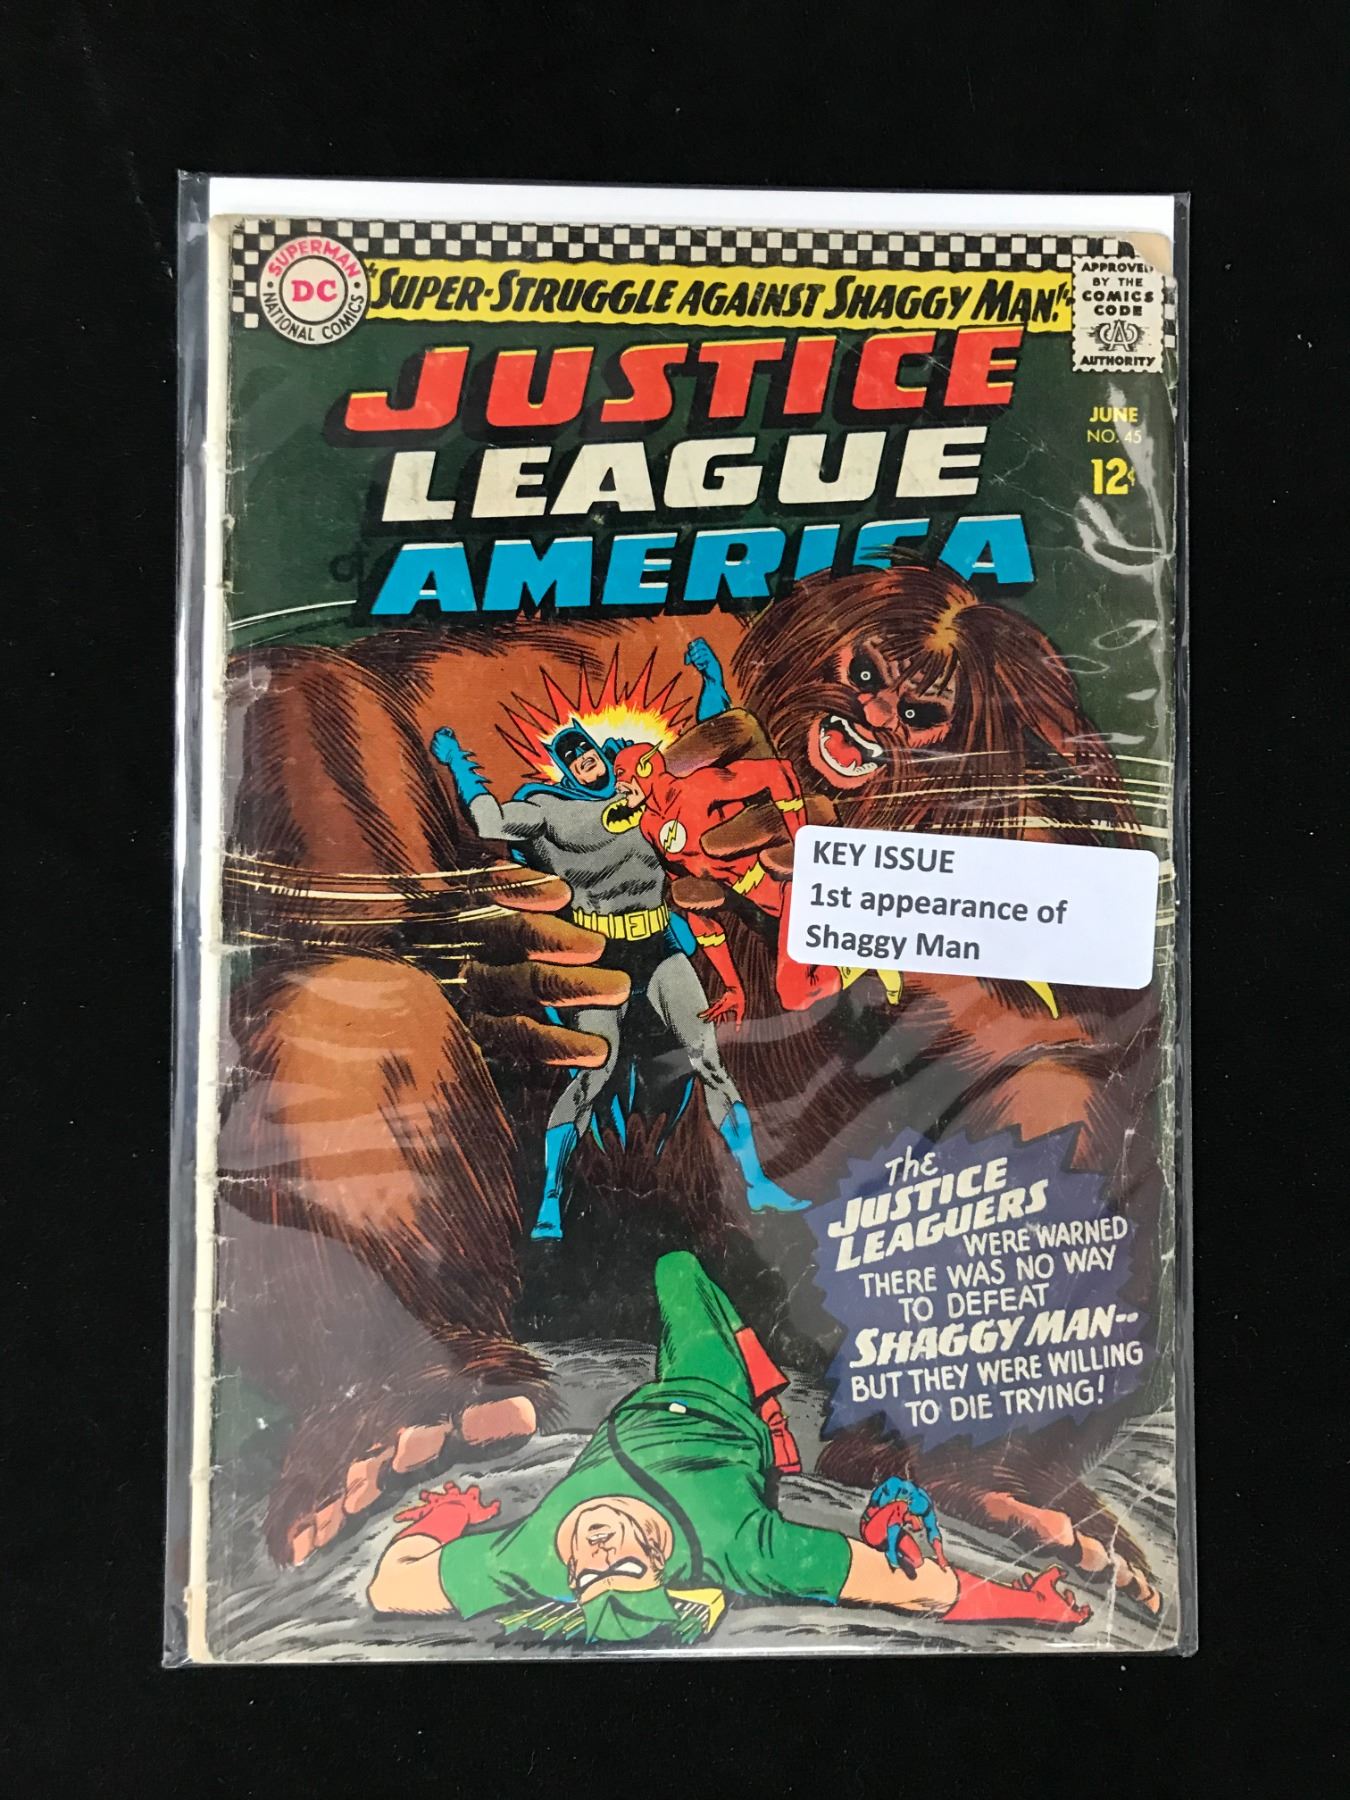 "SUPER-STRUGGLE AGAINST SHAGGY MAN!"
SUPERMAN
DC
NATIONAL COMICS
APPROVED
BY THE
COMICS
CODE
CA
AUTHORITY
JUSTICE
LEAGUE
of AMERICA
JUNE
NO. 45
12¢
KEY ISSUE
1st appearance of
Shaggy Man
The
JUSTICE
LEAGUERS
WERE WARNED
THERE WAS NO WAY
TO DEFEAT
SHAGGY MAN--
BUT THEY WERE WILLING
TO DIE TRYING!